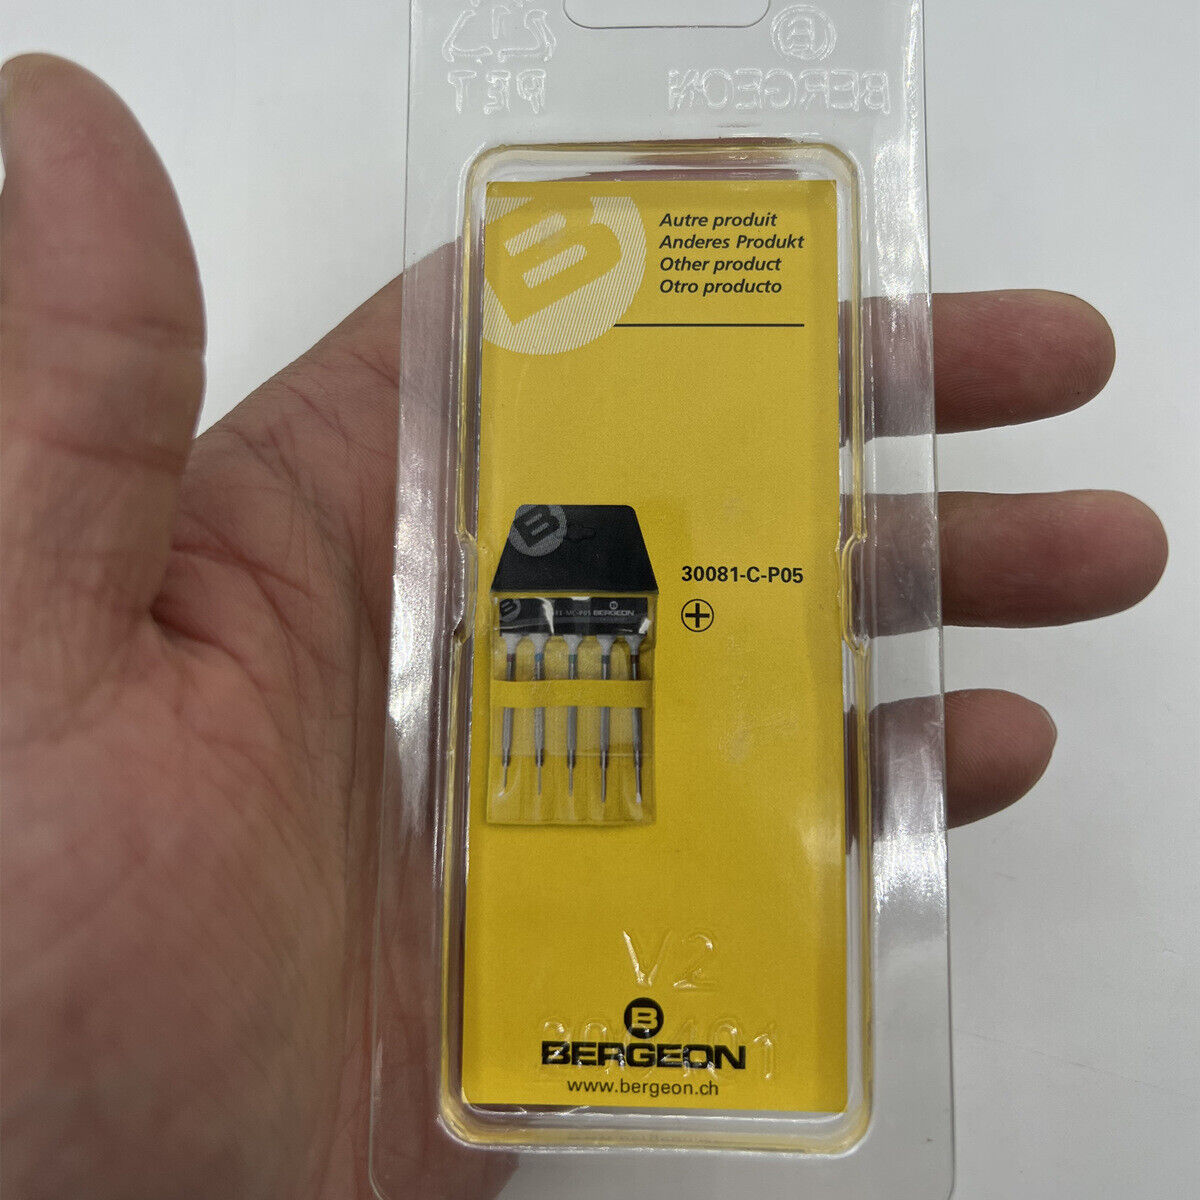 PET
BERGEON
Autre produit
Anderes Produkt
Other product
Otro producto
30081-C-P05
BERGEON
V2
B
BERGEON
www.bergeon.ch